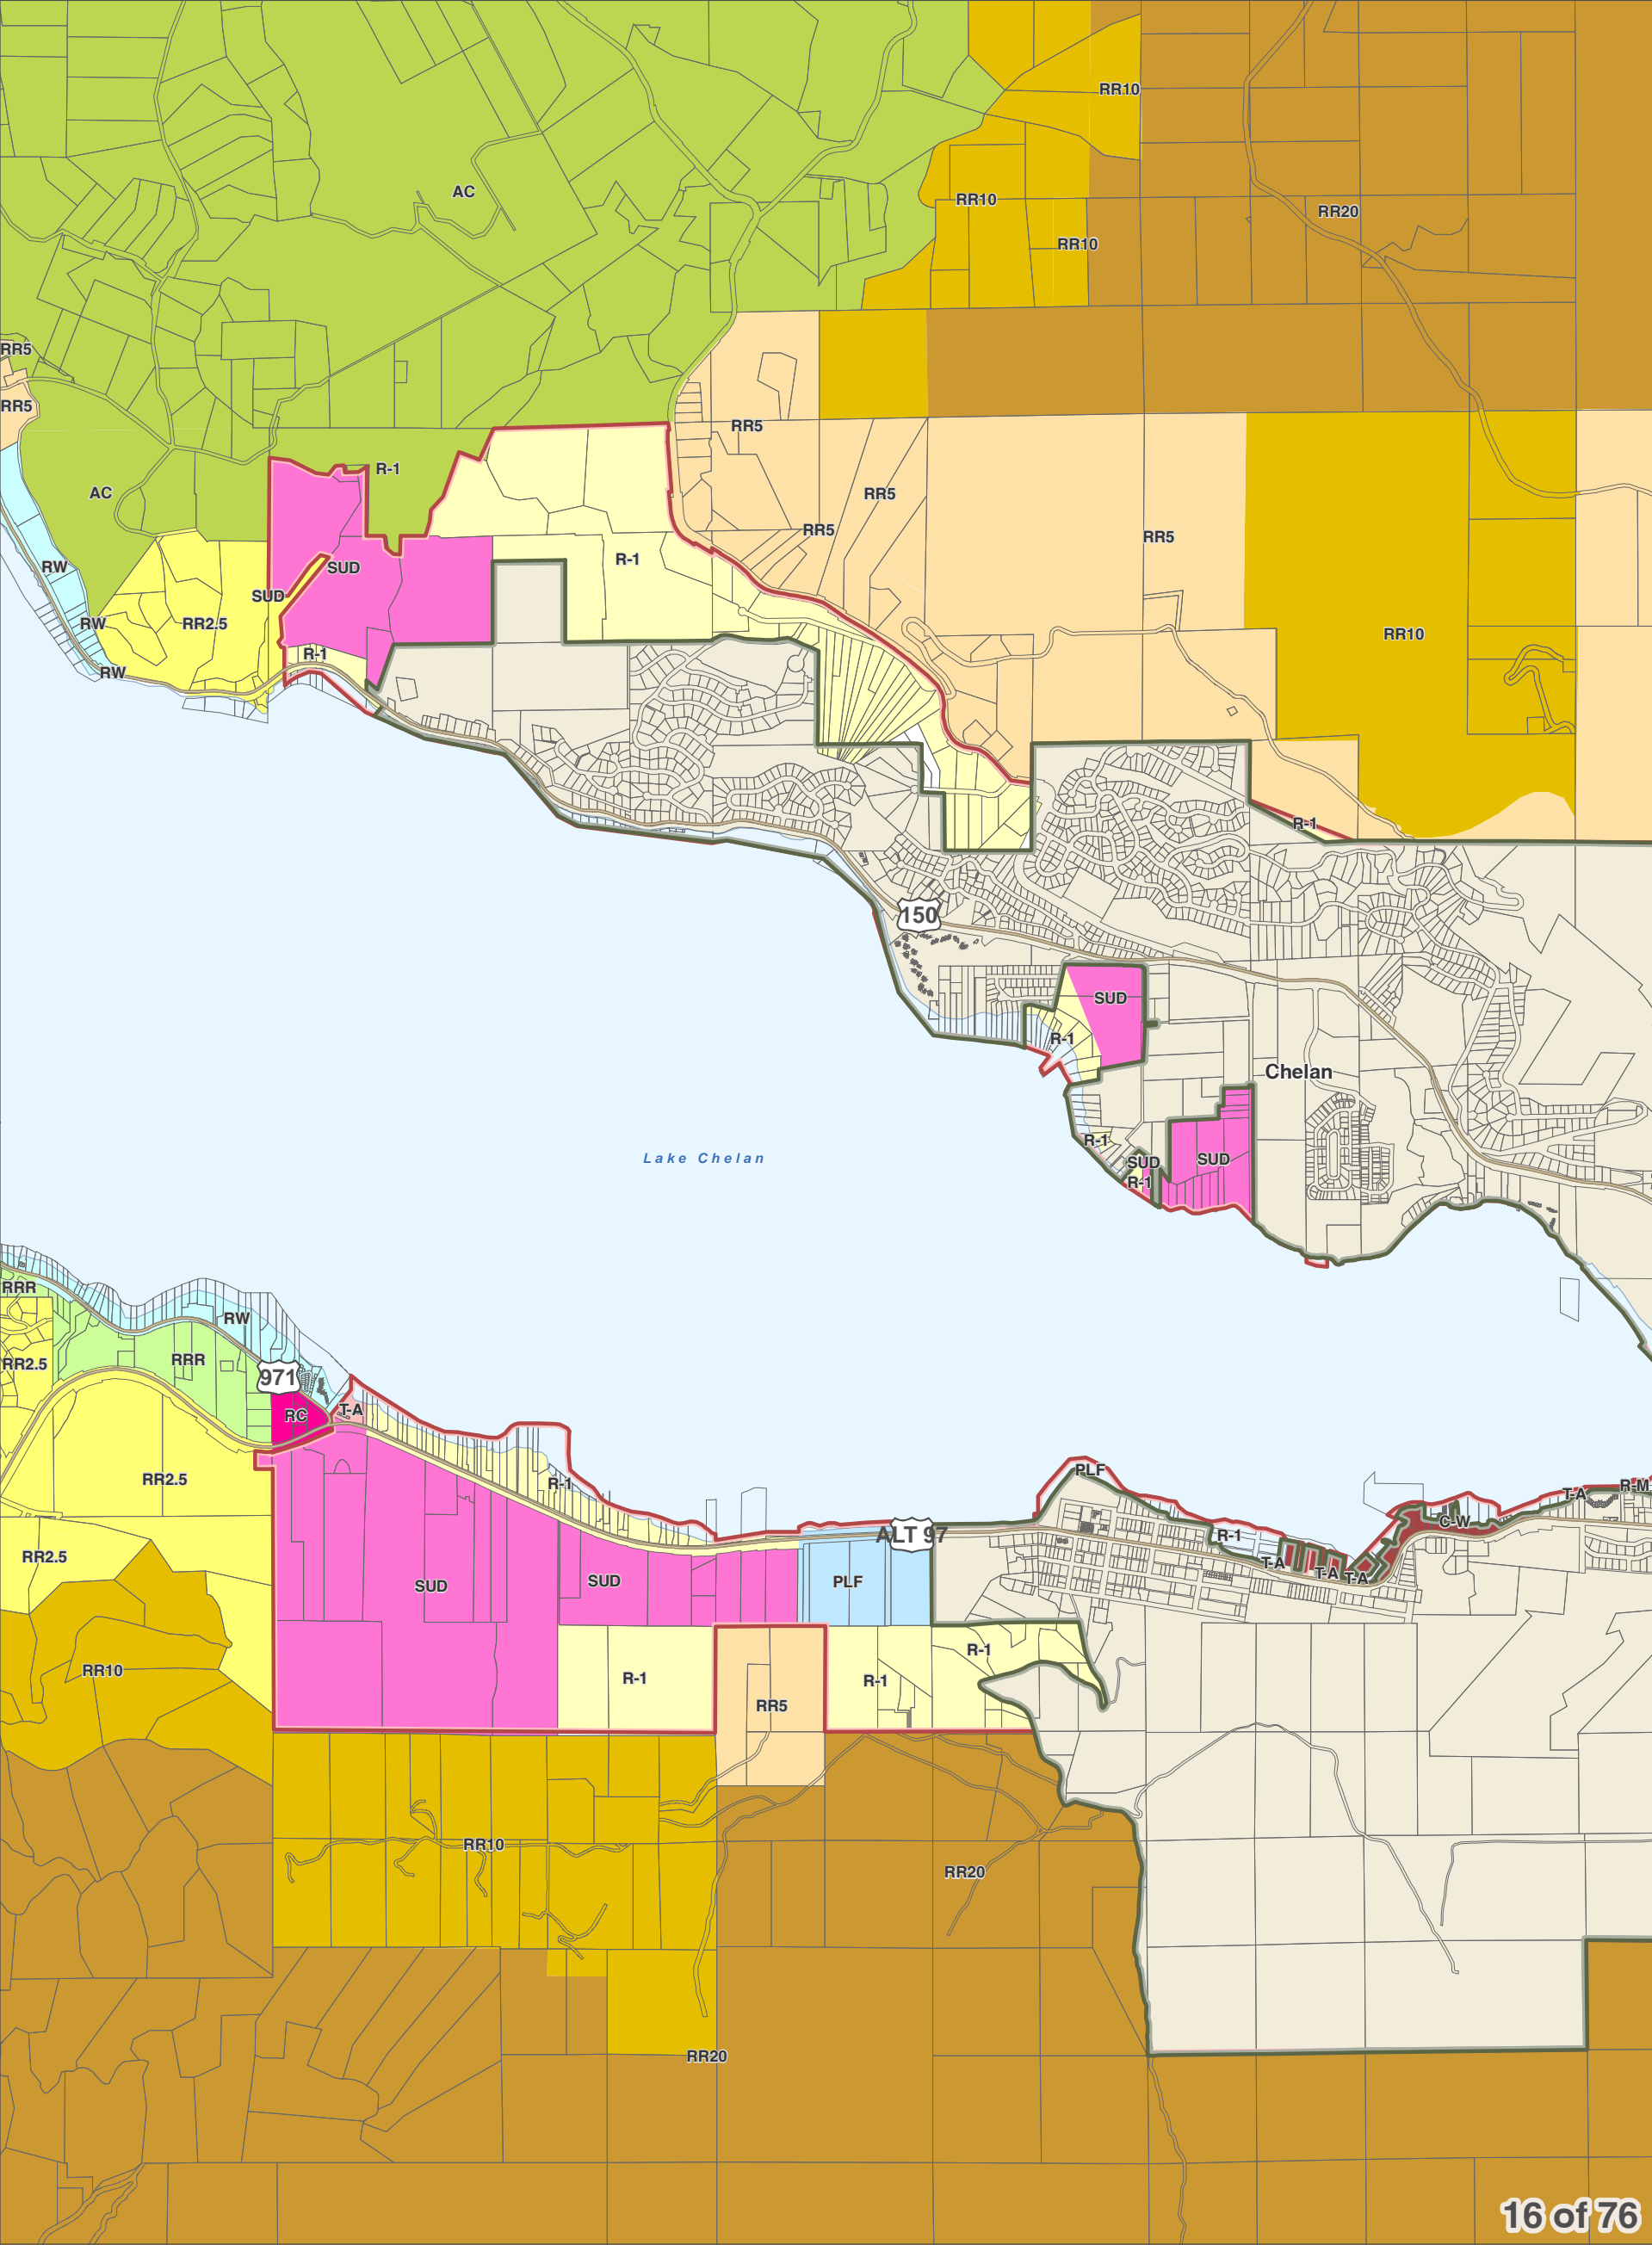 RR10
AC
RR10
RR20
RR10
RR5
RR5
RR5
R-1
AC
RR5
RR5
RR5
R-1
RW
SUD
SUD
RW
RR2.5
RR10
R-1
RW
R-1
150
SUD
R-1
Chelan
R-1
Lake Chelan
SUD
SUD
R-1
RRR
RW
RRR
RR2.5
971
RC
T-A
RR2.5
R-1
PLF
R-M
T-A
C-W
ALT 97
R-1
RR2.5
T-A
T-A
T-A
SUD
SUD
PLF
R-1
RR10
R-1
R-1
RR5
RR10
RR20
RR20
16 of 76